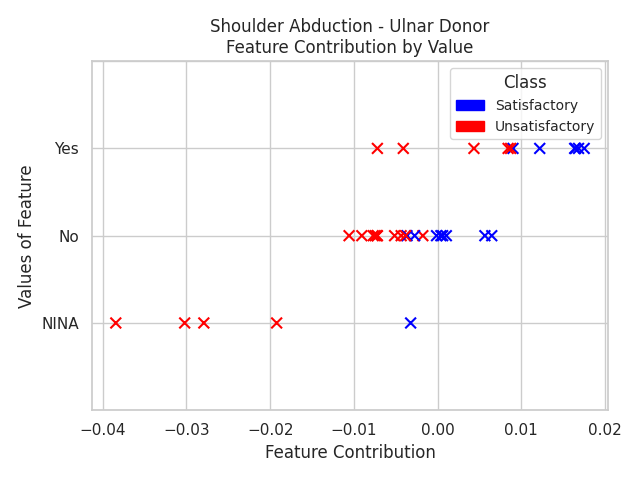 Shoulder Abduction - Ulnar Donor
Feature Contribution by Value
Class
Satisfactory
Unsatisfactory
Values of Feature
Yes
No
NINA
−0.04 −0.03 −0.02 −0.01 0.00 0.01 0.02
Feature Contribution